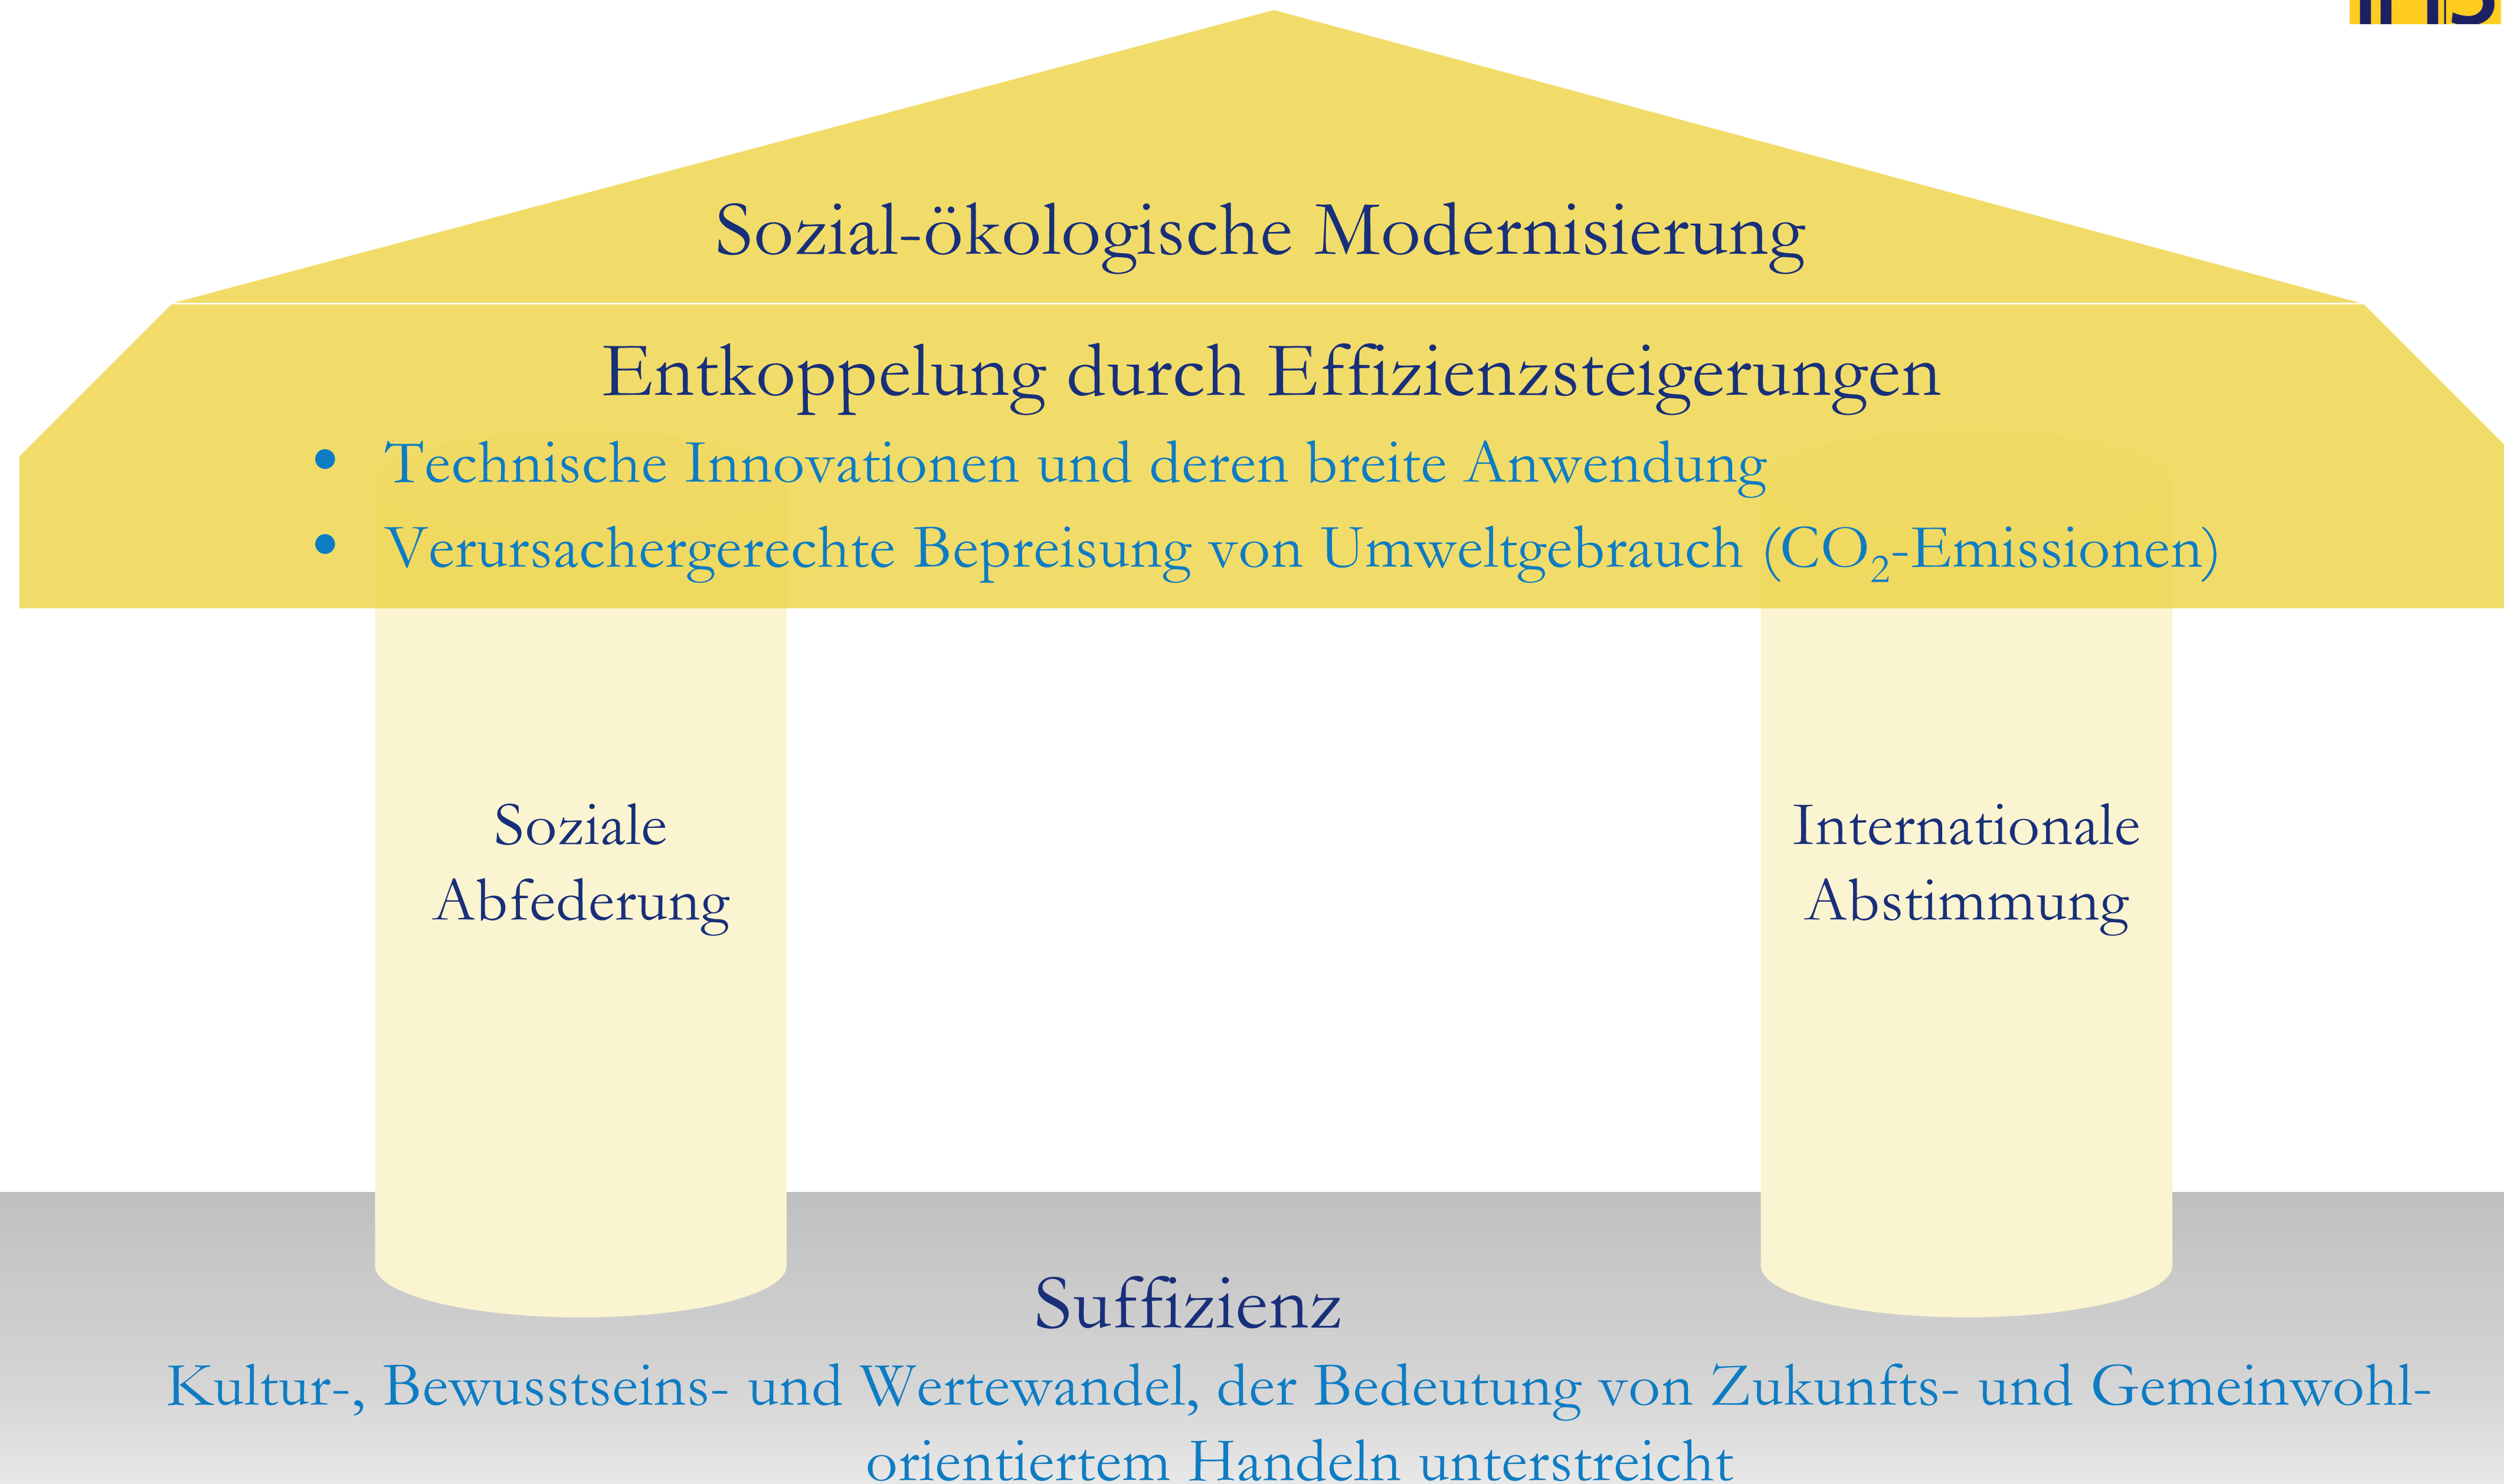 Sozial-ökologische Modernisierung
Entkoppelung durch Effizienzsteigerungen
• Technische Innovationen und deren breite Anwendung
• Verursachergerechte Bepreisung von Umweltgebrauch (CO₂-Emissionen)
Soziale
Abfederung
Internationale
Abstimmung
Suffizienz
Kultur-, Bewusstseins- und Wertewandel, der Bedeutung von Zukunfts- und Gemeinwohl-
orientiertem Handeln unterstreicht